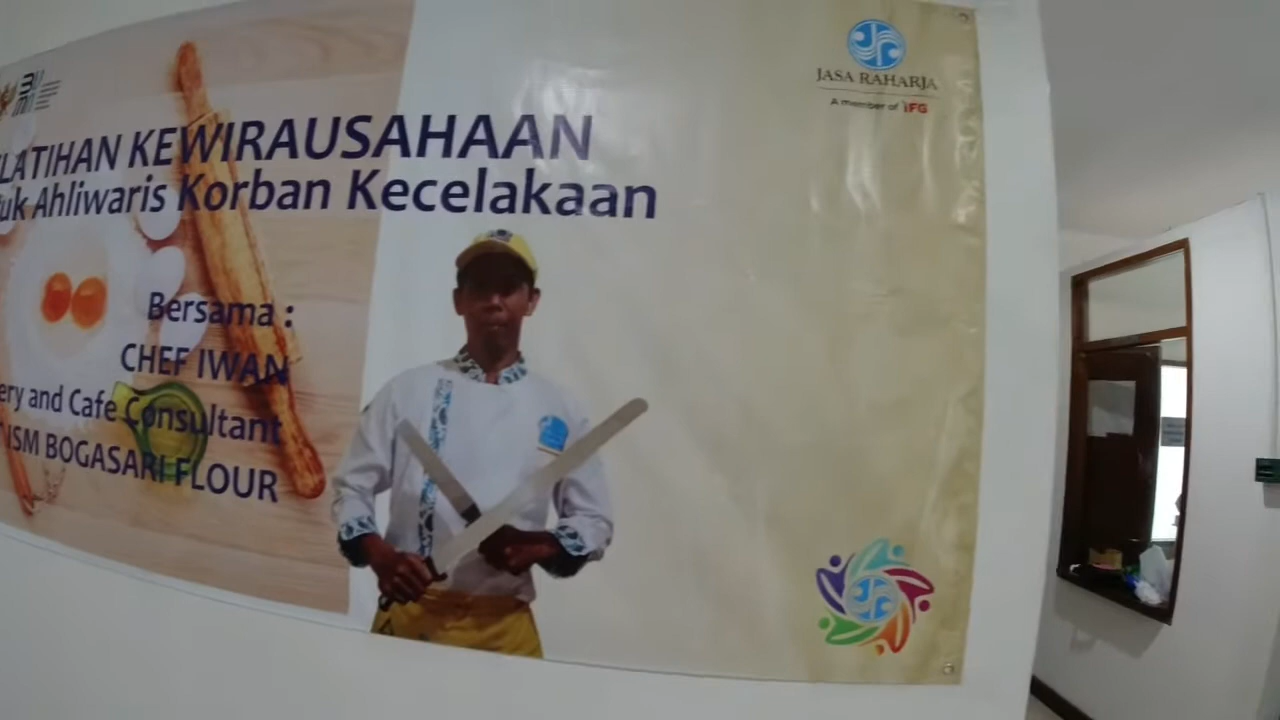 JASA RAHARJA
A member of IFG
LATIHAN KEWIRAUSAHAAN
uk Ahliwaris Korban Kecelakaan
Bersama :
CHEF IWAN
ery and Cafe Consultant
ISM BOGASARI FLOUR